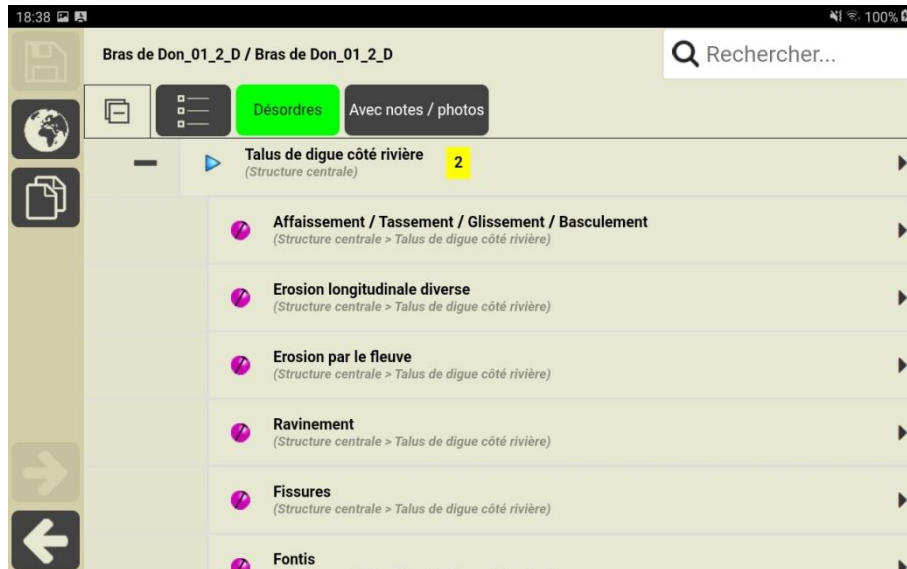 18:38
100%
Bras de Don_01_2_D / Bras de Don_01_2_D
Rechercher...
Désordres
Avec notes / photos
Talus de digue côté rivière
2
(Structure centrale)
Affaissement / Tassement / Glissement / Basculement
(Structure centrale > Talus de digue côté rivière)
Erosion longitudinale diverse
(Structure centrale > Talus de digue côté rivière)
Erosion par le fleuve
(Structure centrale > Talus de digue côté rivière)
Ravinement
(Structure centrale > Talus de digue côté rivière)
Fissures
(Structure centrale > Talus de digue côté rivière)
Fontis